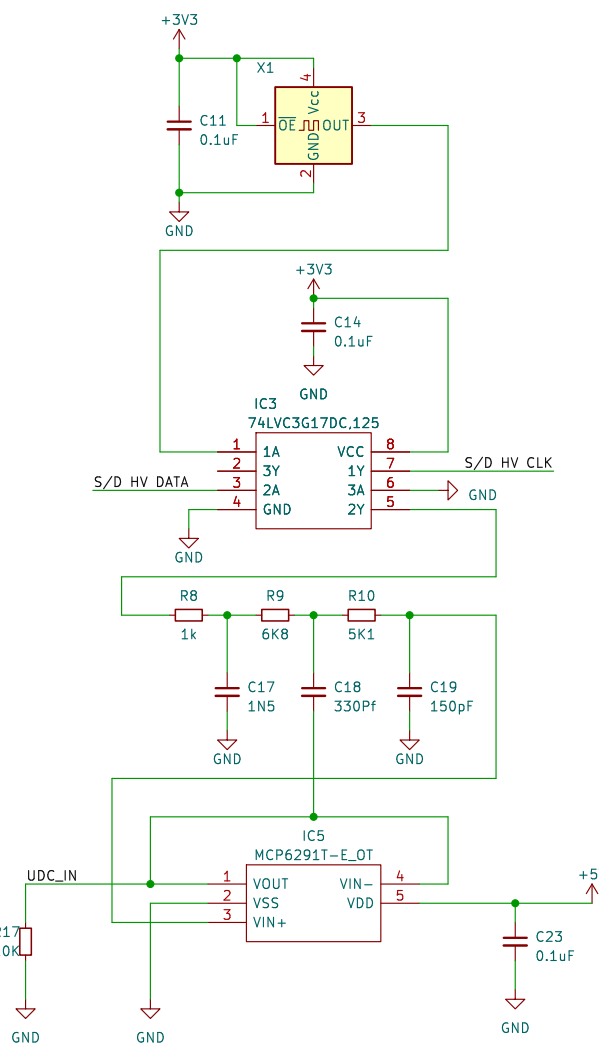 +3V3
X1
4
Vcc
C11
0.1uF
1
OE
OUT
3
GND
2
GND
+3V3
C14
0.1uF
GND
IC3
74LVC3G17DC,125
1
1A
VCC
8
2
3Y
1Y
7
S/D HV CLK
S/D HV DATA
3
2A
3A
6
GND
4
GND
2Y
5
GND
R8
R9
R10
1k
6K8
5K1
C17
C18
C19
1N5
330Pf
150pF
GND
GND
IC5
MCP6291T-E_OT
UDC_IN
1
VOUT
VIN-
4
+5
2
VSS
VDD
5
3
VIN+
17
0K
C23
0.1uF
GND
GND
GND